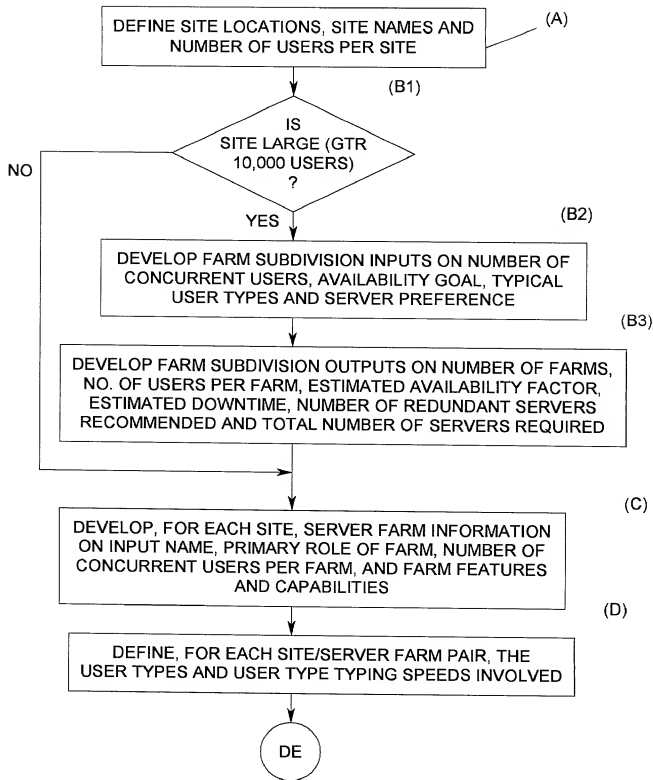 DEFINE SITE LOCATIONS, SITE NAMES AND
NUMBER OF USERS PER SITE
(A)
(B1)
IS
SITE LARGE (GTR
10,000 USERS)
?
NO
YES
(B2)
DEVELOP FARM SUBDIVISION INPUTS ON NUMBER OF
CONCURRENT USERS, AVAILABILITY GOAL, TYPICAL
USER TYPES AND SERVER PREFERENCE
(B3)
DEVELOP FARM SUBDIVISION OUTPUTS ON NUMBER OF FARMS,
NO. OF USERS PER FARM, ESTIMATED AVAILABILITY FACTOR,
ESTIMATED DOWNTIME, NUMBER OF REDUNDANT SERVERS
RECOMMENDED AND TOTAL NUMBER OF SERVERS REQUIRED
(C)
DEVELOP, FOR EACH SITE, SERVER FARM INFORMATION
ON INPUT NAME, PRIMARY ROLE OF FARM, NUMBER OF
CONCURRENT USERS PER FARM, AND FARM FEATURES
AND CAPABILITIES
(D)
DEFINE, FOR EACH SITE/SERVER FARM PAIR, THE
USER TYPES AND USER TYPE TYPING SPEEDS INVOLVED
DE